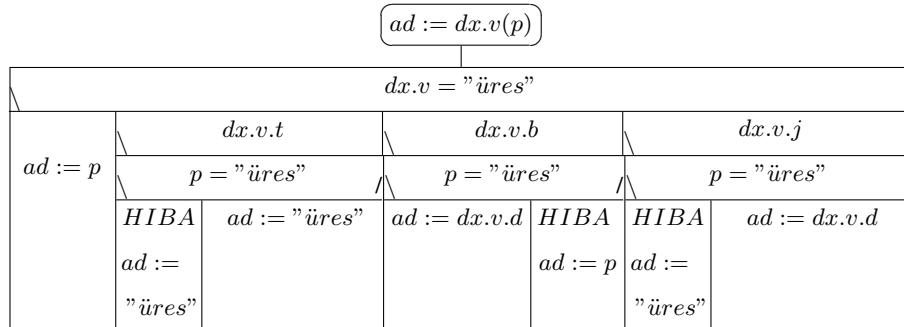 ad := dx.v(p)
dx.v = "üres"
ad := p
dx.v.t
dx.v.b
dx.v.j
p = "üres"
p = "üres"
p = "üres"
HIBA
ad :=
"üres"
ad := "üres"
ad := dx.v.d
HIBA
ad := p
HIBA
ad :=
"üres"
ad := dx.v.d